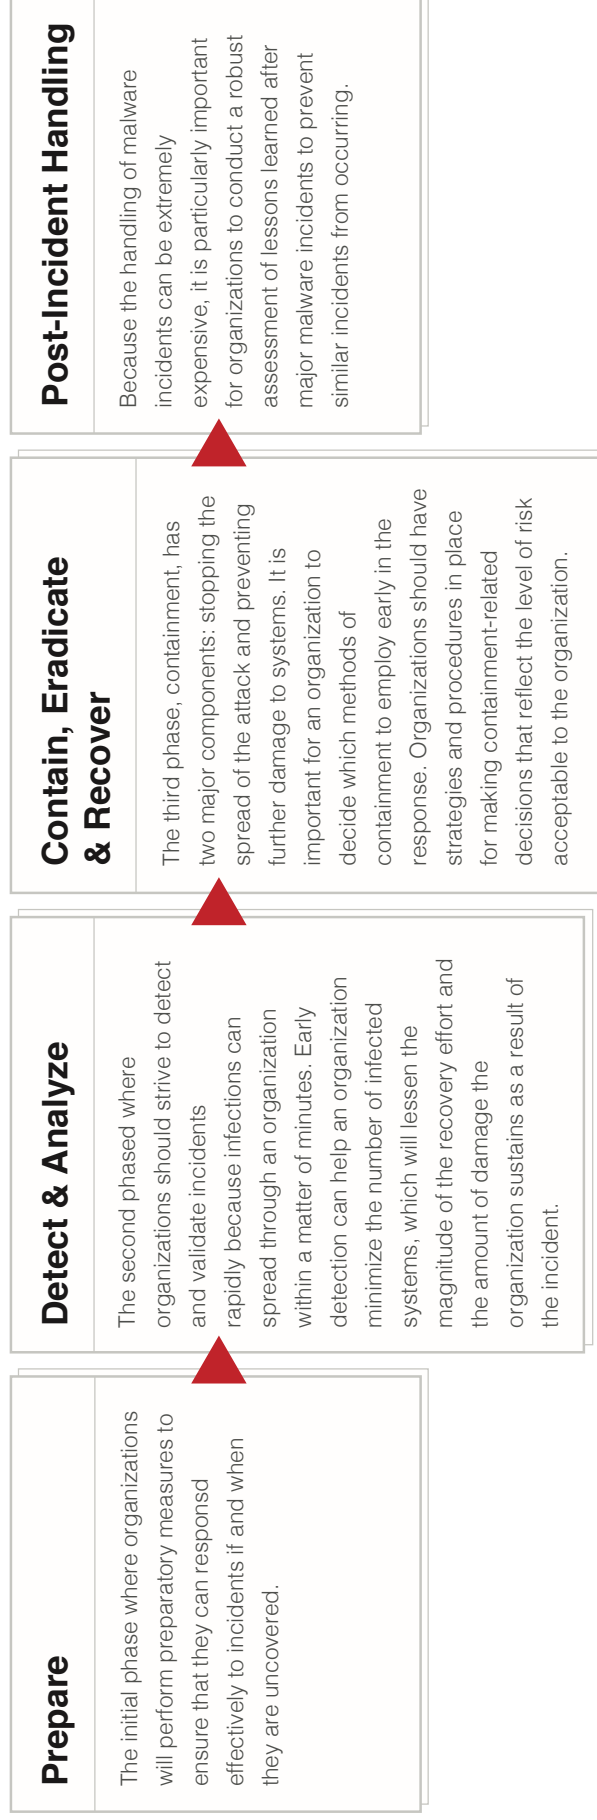 Prepare
The initial phase where organizations
will perform preparatory measures to
ensure that they can responsd
effectively to incidents if and when
they are uncovered.
Detect & Analyze
The second phased where
organizations should strive to detect
and validate incidents
rapidly because infections can
spread through an organization
within a matter of minutes. Early
detection can help an organization
minimize the number of infected
systems, which will lessen the
magnitude of the recovery effort and
the amount of damage the
organization sustains as a result of
the incident.
Contain, Eradicate
& Recover
The third phase, containment, has
two major components: stopping the
spread of the attack and preventing
further damage to systems. It is
important for an organization to
decide which methods of
containment to employ early in the
response. Organizations should have
strategies and procedures in place
for making containment-related
decisions that reflect the level of risk
acceptable to the organization.
Post-Incident Handling
Because the handling of malware
incidents can be extremely
expensive, it is particularly important
for organizations to conduct a robust
assessment of lessons learned after
major malware incidents to prevent
similar incidents from occurring.